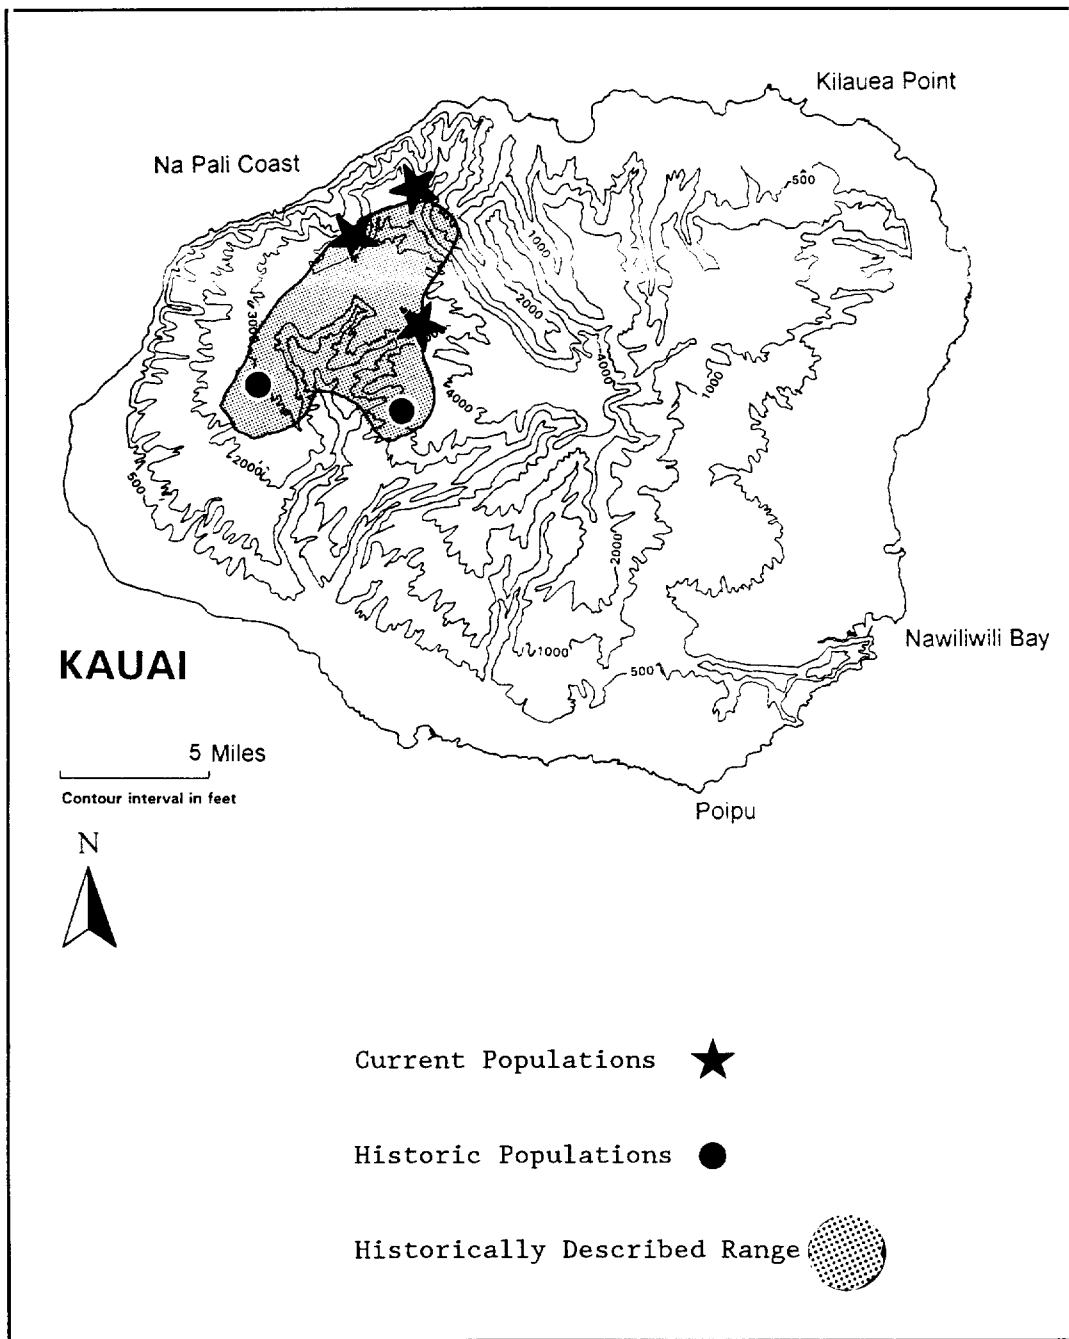 Kilauea Point
Na Pali Coast
500
1000
2000
3000
4000
1000
4000
2000
500
2000
Nawiliwili Bay
1000
500
KAUAI
5 Miles
Contour interval in feet
Poipu
N
Current Populations
Historic Populations
Historically Described Range